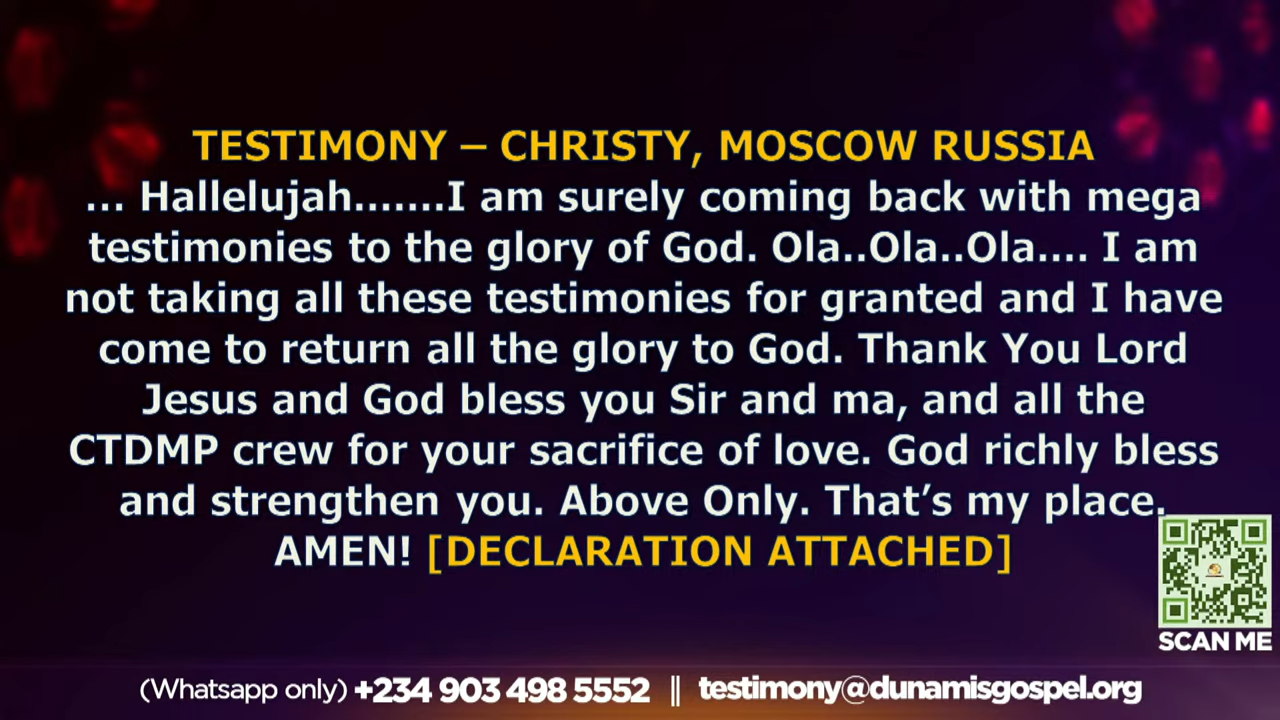 TESTIMONY – CHRISTY, MOSCOW RUSSIA
... Hallelujah.......I am surely coming back with mega
testimonies to the glory of God. Ola..Ola..Ola.... I am
not taking all these testimonies for granted and I have
come to return all the glory to God. Thank You Lord
Jesus and God bless you Sir and ma, and all the
CTDMP crew for your sacrifice of love. God richly bless
and strengthen you. Above Only. That’s my place.
AMEN! [DECLARATION ATTACHED]
SCAN ME
(Whatsapp only) +234 903 498 5552 || testimony@dunamisgospel.org